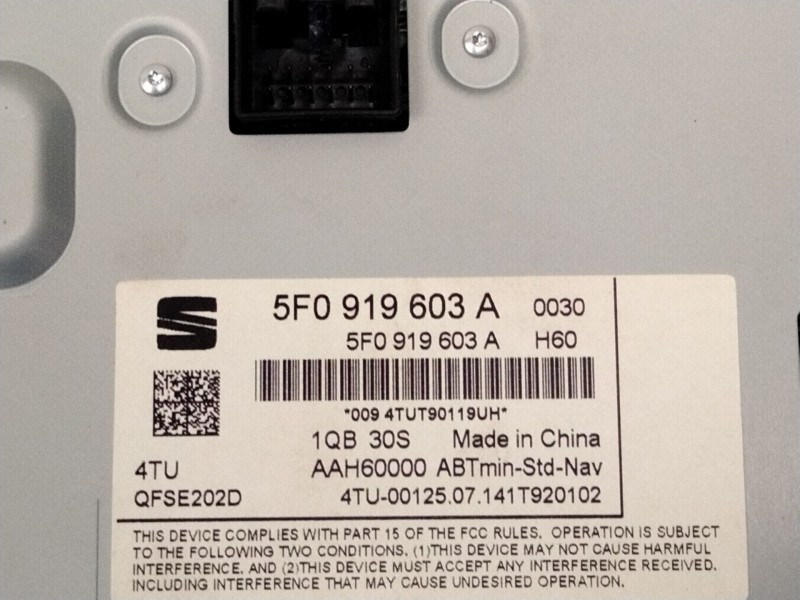 5F0 919 603 A 0030
5F0 919 603 A H60
*009 4TUT90119UH*
1QB 30S Made in China
4TU AAH60000 ABTmin-Std-Nav
QFSE202D 4TU-00125.07.141T920102
THIS DEVICE COMPLIES WITH PART 15 OF THE FCC RULES. OPERATION IS SUBJECT
TO THE FOLLOWING TWO CONDITIONS, (1)THIS DEVICE MAY NOT CAUSE HARMFUL
INTERFERENCE, AND (2)THIS DEVICE MUST ACCEPT ANY INTERFERENCE RECEIVED,
INCLUDING INTERFERENCE THAT MAY CAUSE UNDESIRED OPERATION.